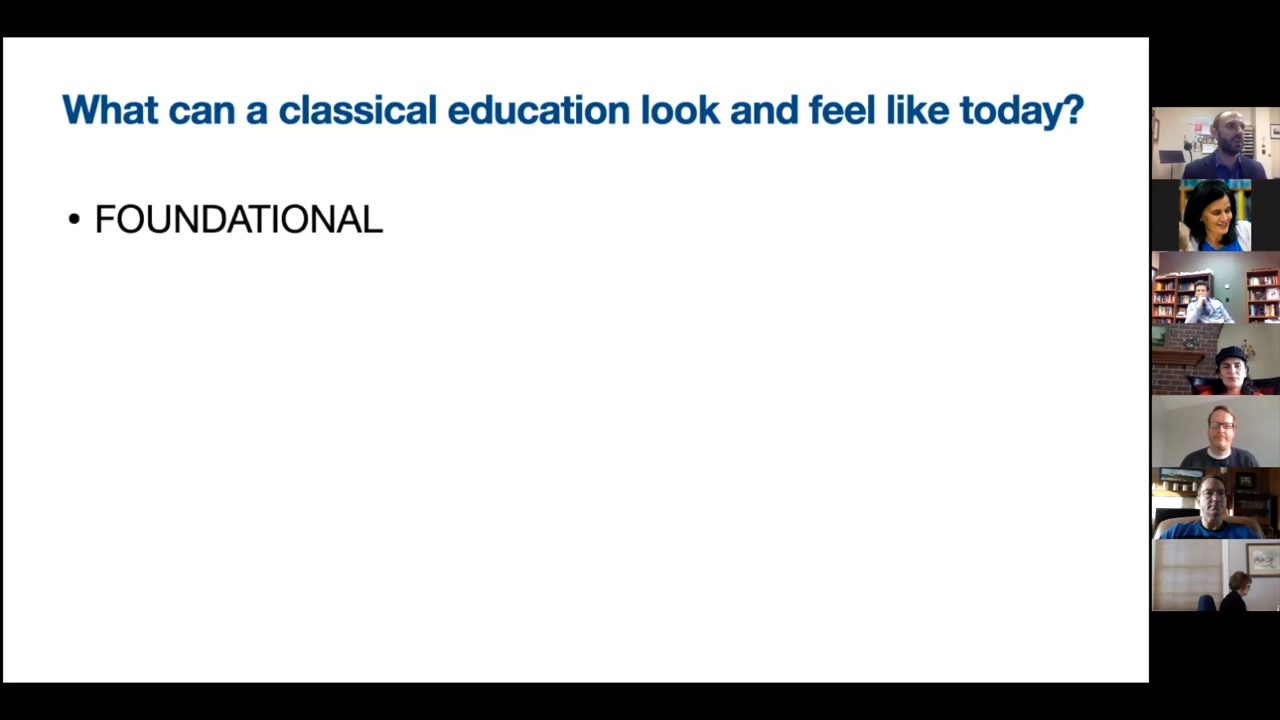 What can a classical education look and feel like today?
• FOUNDATIONAL